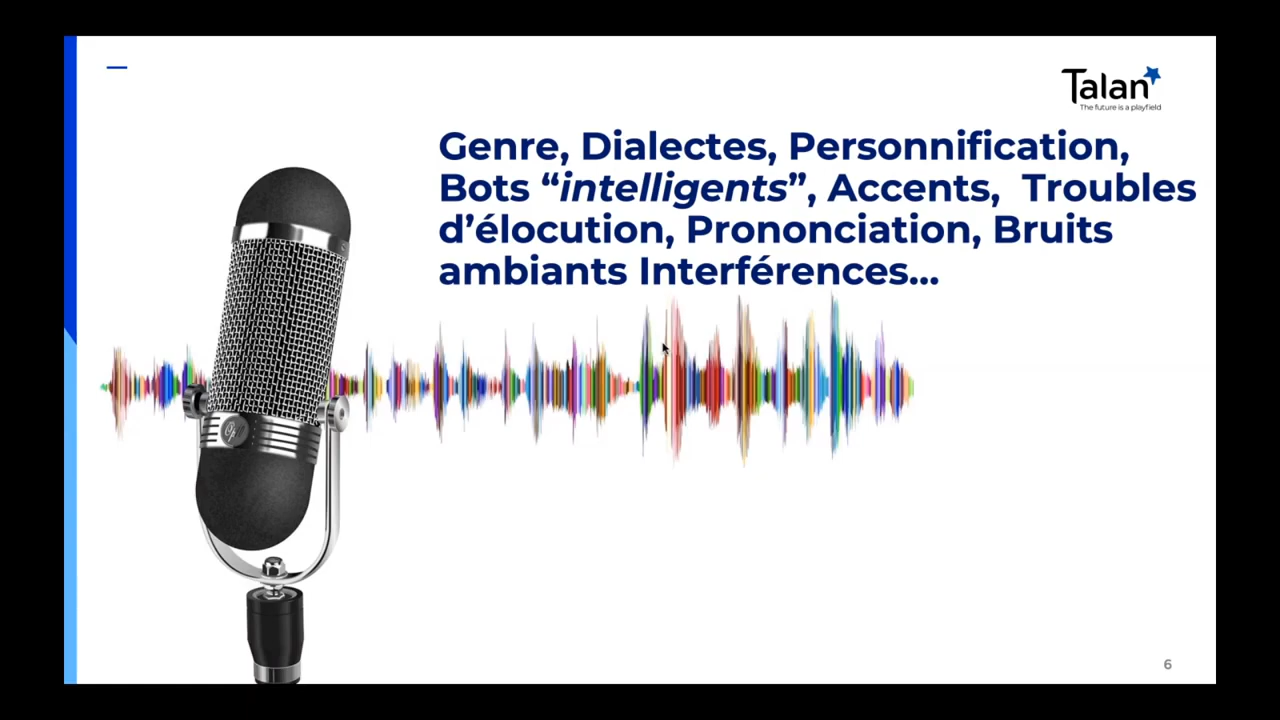 Talan
The future is a playfield
Genre, Dialectes, Personnification,
Bots “intelligents”, Accents,  Troubles
d’élocution, Prononciation, Bruits
ambiants Interférences...
6